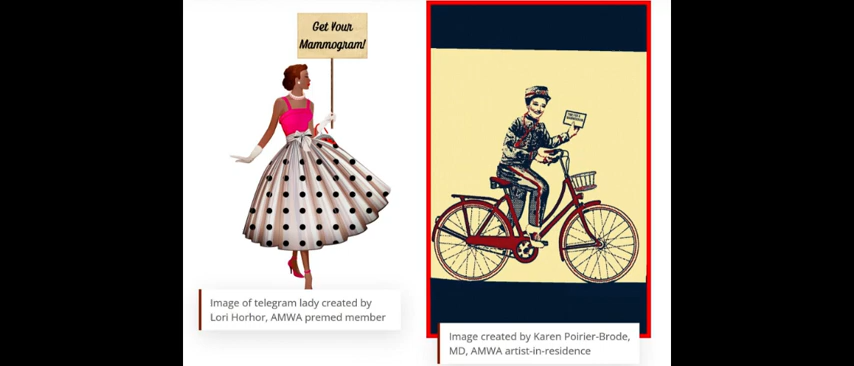 Get Your
Mammogram!
Image of telegram lady created by
Lori Horhor, AMWA premed member
Image created by Karen Poirier-Brode,
MD, AMWA artist-in-residence